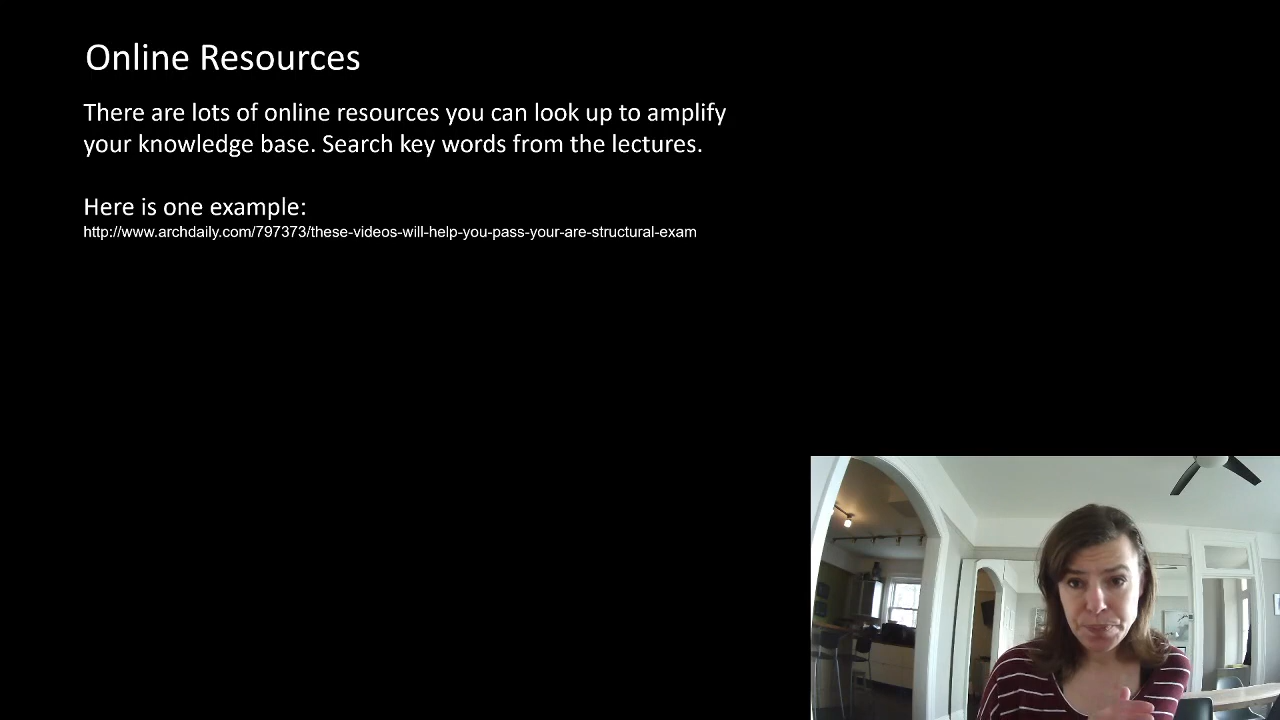 Online Resources
There are lots of online resources you can look up to amplify
your knowledge base. Search key words from the lectures.
Here is one example:
http://www.archdaily.com/797373/these-videos-will-help-you-pass-your-are-structural-exam